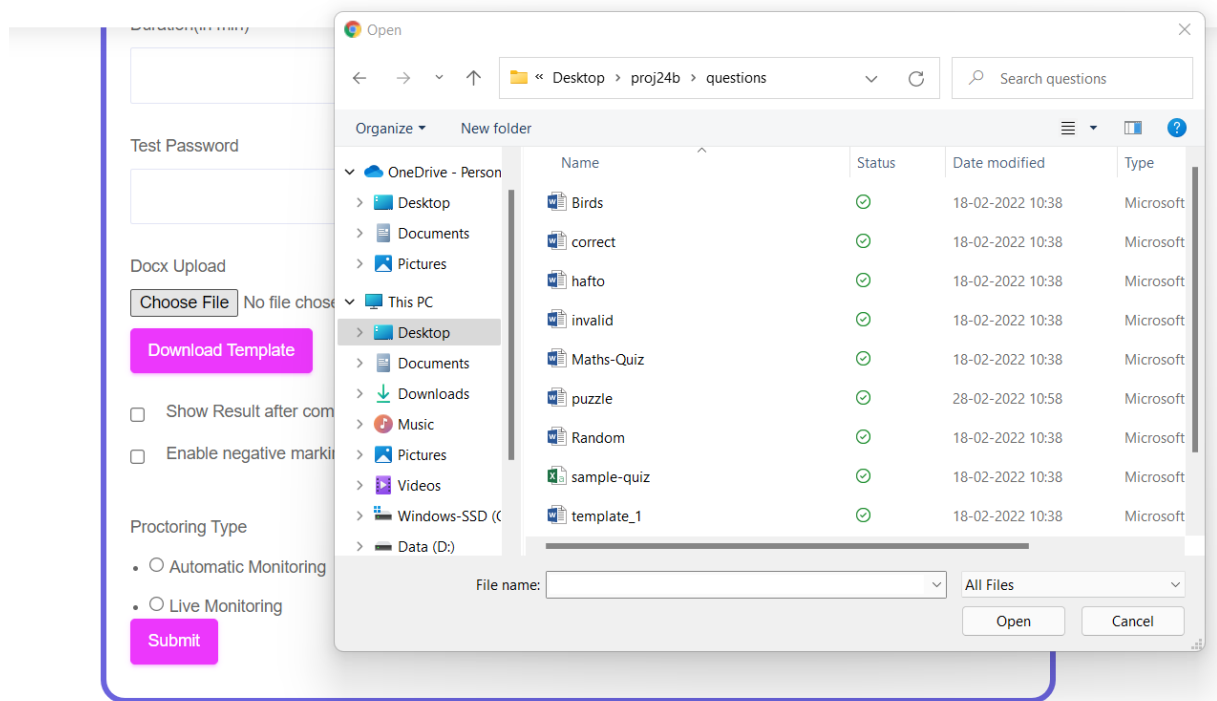 Duration(in min)
Test Password
Docx Upload
Choose File No file chose
Download Template
Show Result after com
Enable negative markin
Proctoring Type
Automatic Monitoring
Live Monitoring
Submit
Open
« Desktop > proj24b > questions
Search questions
Organize
New folder
OneDrive - Person
Desktop
Documents
Pictures
This PC
Desktop
Documents
Downloads
Music
Pictures
Videos
Windows-SSD (C
Data (D:)
Name Status Date modified Type
Birds 18-02-2022 10:38 Microsoft
correct 18-02-2022 10:38 Microsoft
hafto 18-02-2022 10:38 Microsoft
invalid 18-02-2022 10:38 Microsoft
Maths-Quiz 18-02-2022 10:38 Microsoft
puzzle 28-02-2022 10:58 Microsoft
Random 18-02-2022 10:38 Microsoft
sample-quiz 18-02-2022 10:38 Microsoft
template_1 18-02-2022 10:38 Microsoft
File name:
All Files
Open
Cancel